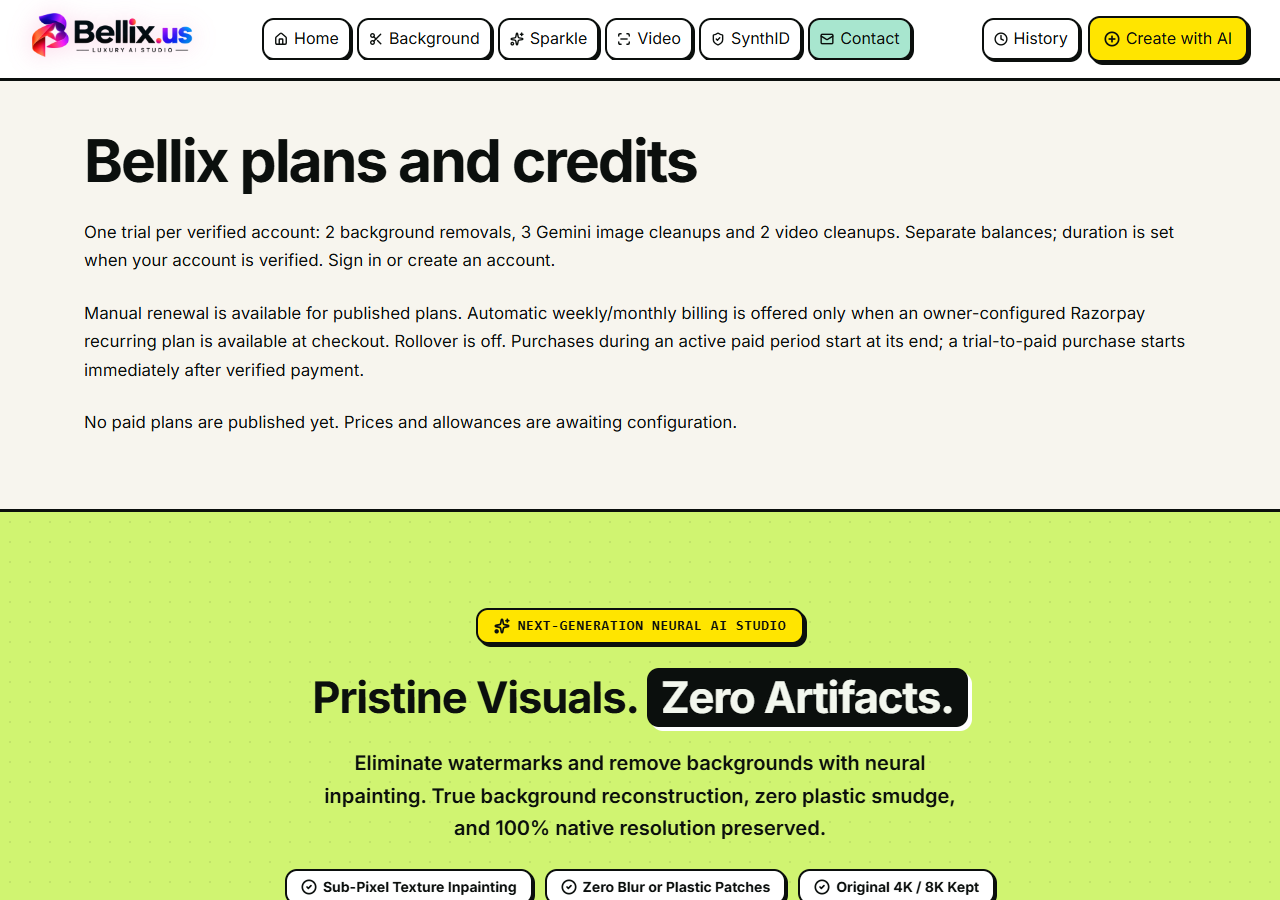 Bellix.us
LUXURY AI STUDIO
Home
Background
Sparkle
Video
SynthID
Contact
History
Create with AI
Bellix plans and credits
One trial per verified account: 2 background removals, 3 Gemini image cleanups and 2 video cleanups. Separate balances; duration is set
when your account is verified. Sign in or create an account.
Manual renewal is available for published plans. Automatic weekly/monthly billing is offered only when an owner-configured Razorpay
recurring plan is available at checkout. Rollover is off. Purchases during an active paid period start at its end; a trial-to-paid purchase starts
immediately after verified payment.
No paid plans are published yet. Prices and allowances are awaiting configuration.
NEXT-GENERATION NEURAL AI STUDIO
Pristine Visuals. Zero Artifacts.
Eliminate watermarks and remove backgrounds with neural
inpainting. True background reconstruction, zero plastic smudge,
and 100% native resolution preserved.
Sub-Pixel Texture Inpainting
Zero Blur or Plastic Patches
Original 4K / 8K Kept